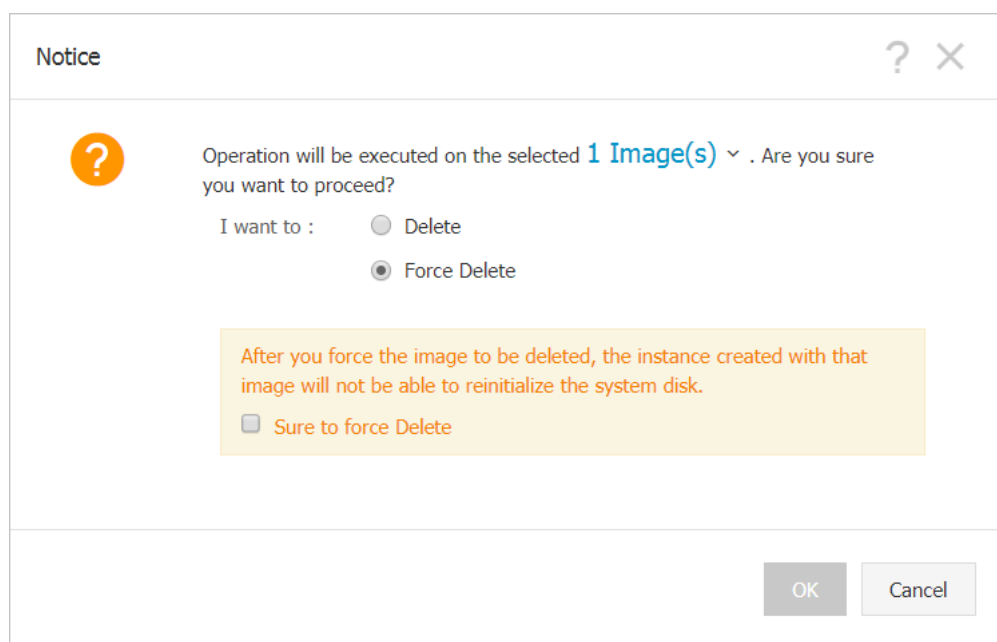 Notice
?
?
Operation will be executed on the selected 1 Image(s) . Are you sure
you want to proceed?
I want to :
Delete
Force Delete
After you force the image to be deleted, the instance created with that
image will not be able to reinitialize the system disk.
Sure to force Delete
OK
Cancel